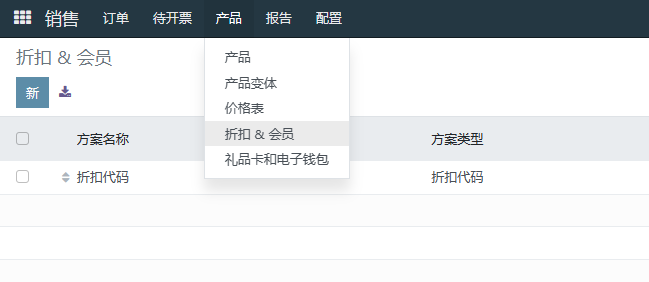 销售 订单 待开票 产品 报告 配置
折扣 & 会员
产品
新
产品变体
价格表
折扣 & 会员
方案名称 方案类型
礼品卡和电子钱包
折扣代码 折扣代码